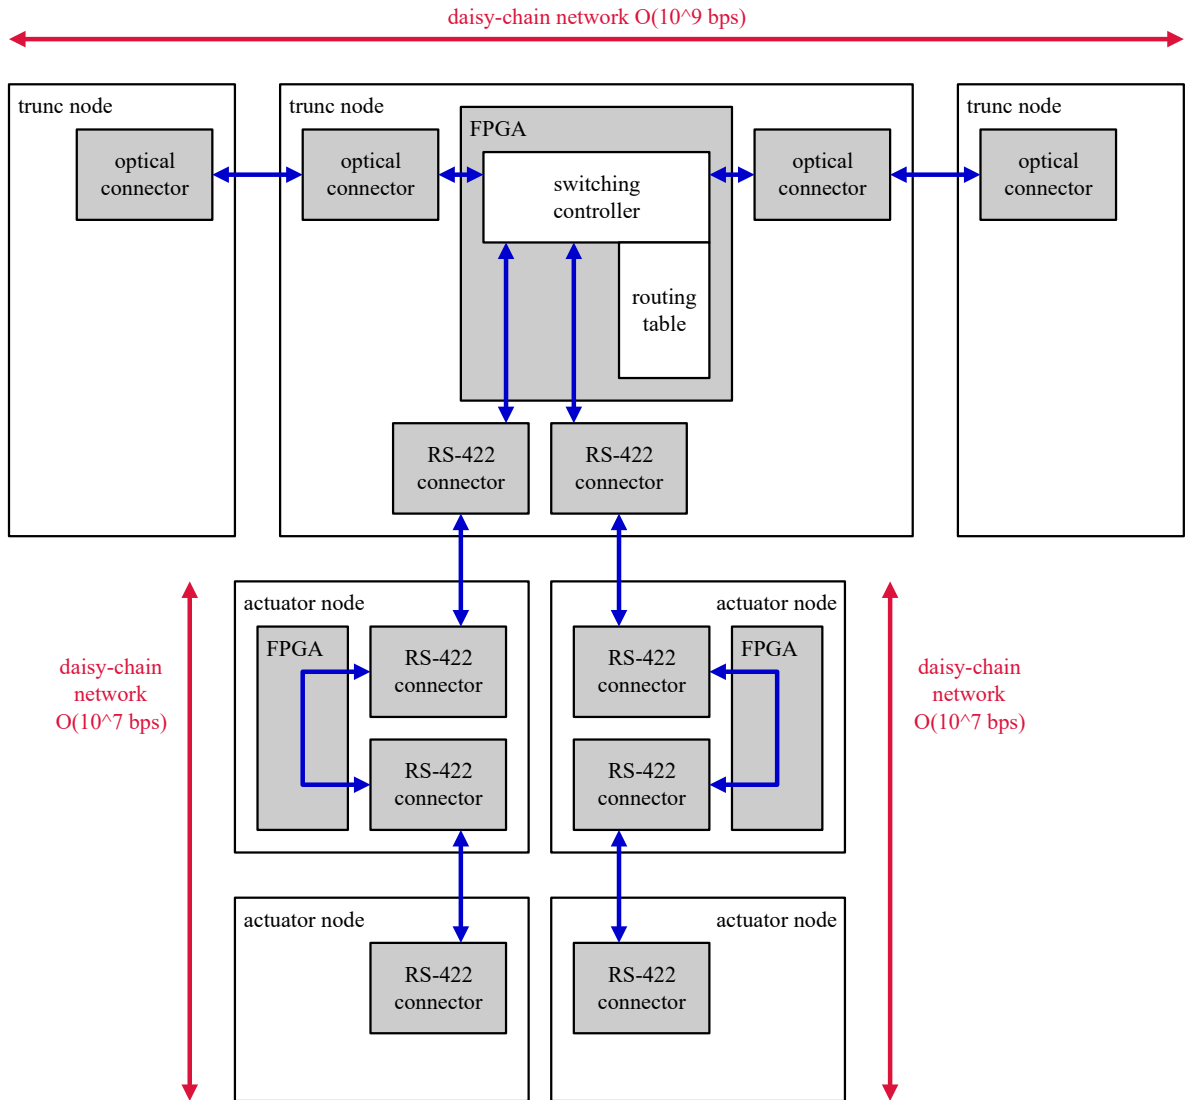 daisy-chain network O(10^9 bps)
trunc node
optical
connector
trunc node
optical
connector
FPGA
switching
controller
routing
table
optical
connector
RS-422
connector
RS-422
connector
trunc node
optical
connector
daisy-chain
network
O(10^7 bps)
actuator node
FPGA
RS-422
connector
RS-422
connector
actuator node
RS-422
connector
FPGA
RS-422
connector
daisy-chain
network
O(10^7 bps)
actuator node
RS-422
connector
actuator node
RS-422
connector